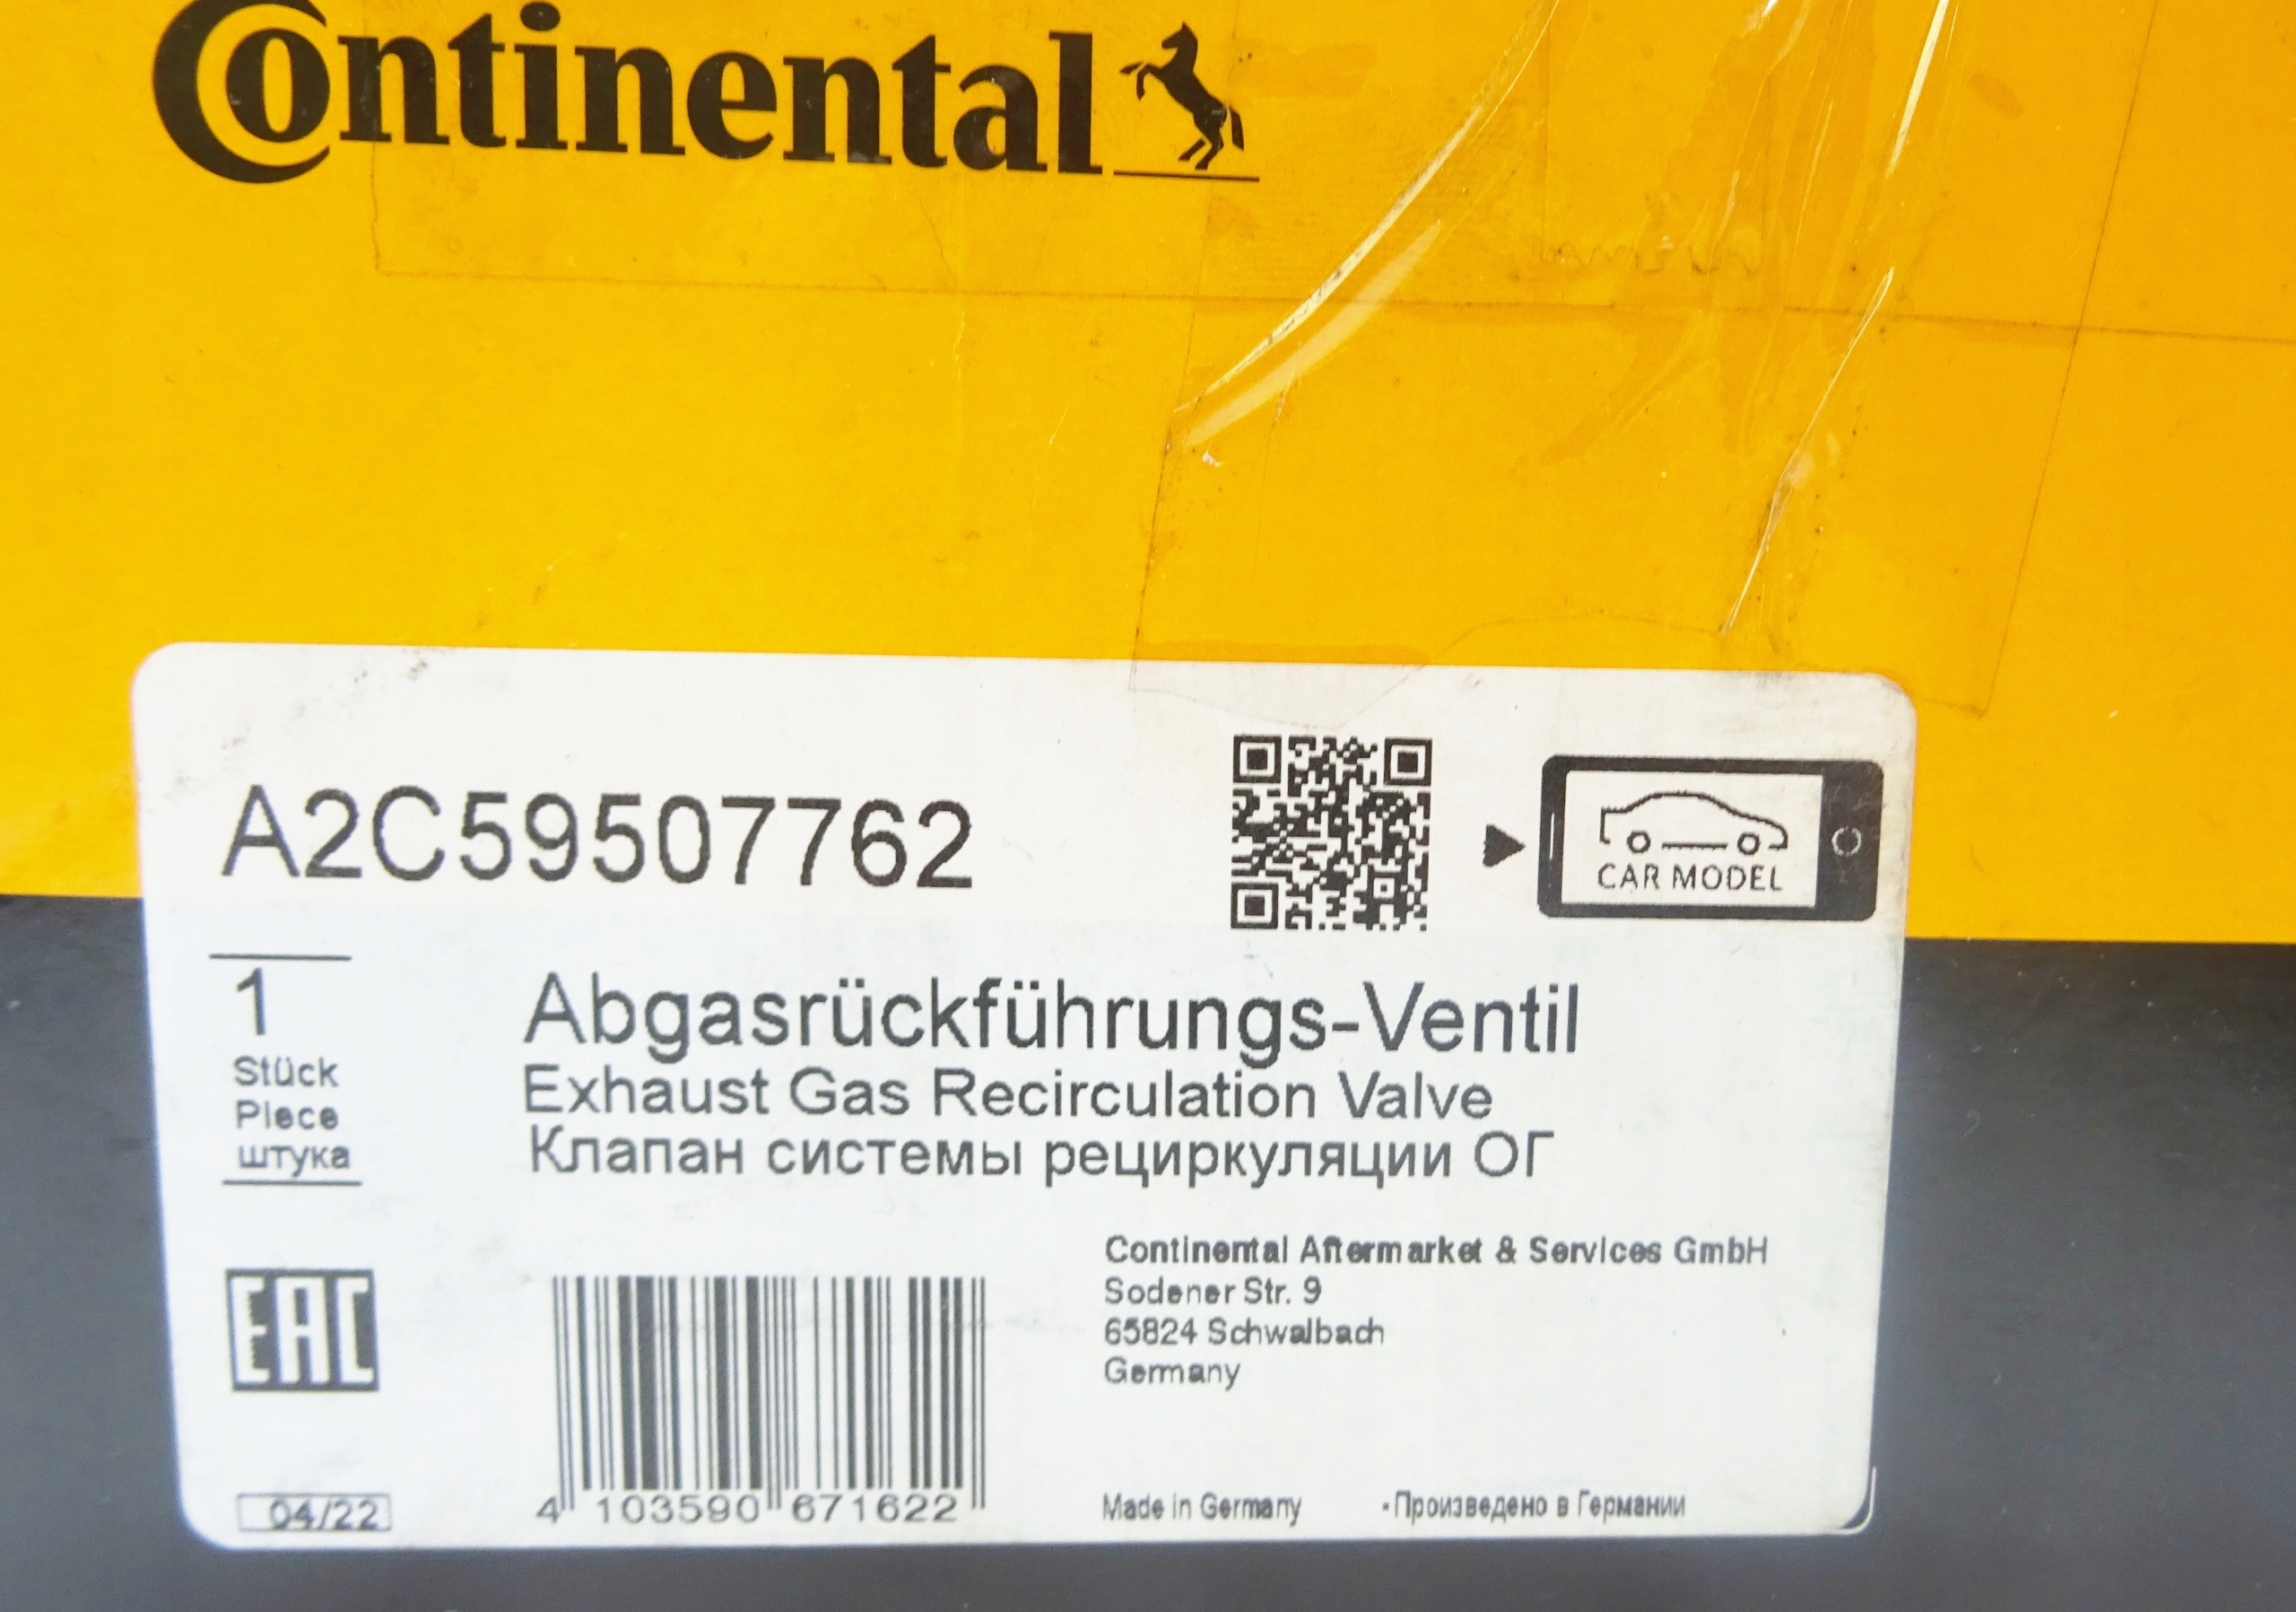 Continental
A2C59507762
CAR MODEL
1
Stück
Piece
штука
Abgasrückführungs-Ventil
Exhaust Gas Recirculation Valve
Клапан системы рециркуляции ОГ
EAC
Continental Aftermarket & Services GmbH
Sodener Str. 9
65824 Schwalbach
Germany
04/22
4 103590 671622
Made in Germany
-Произведено в Германии